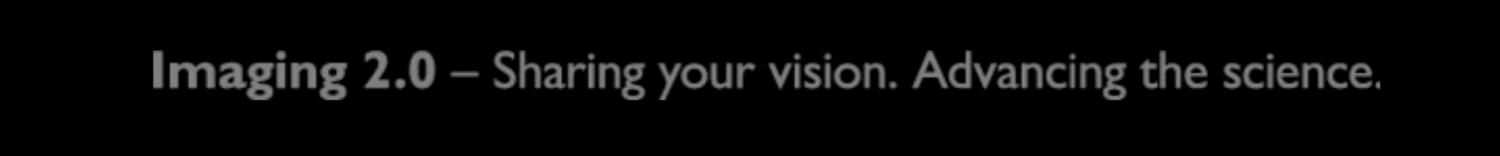 Imaging 2.0 – Sharing your vision. Advancing the science.